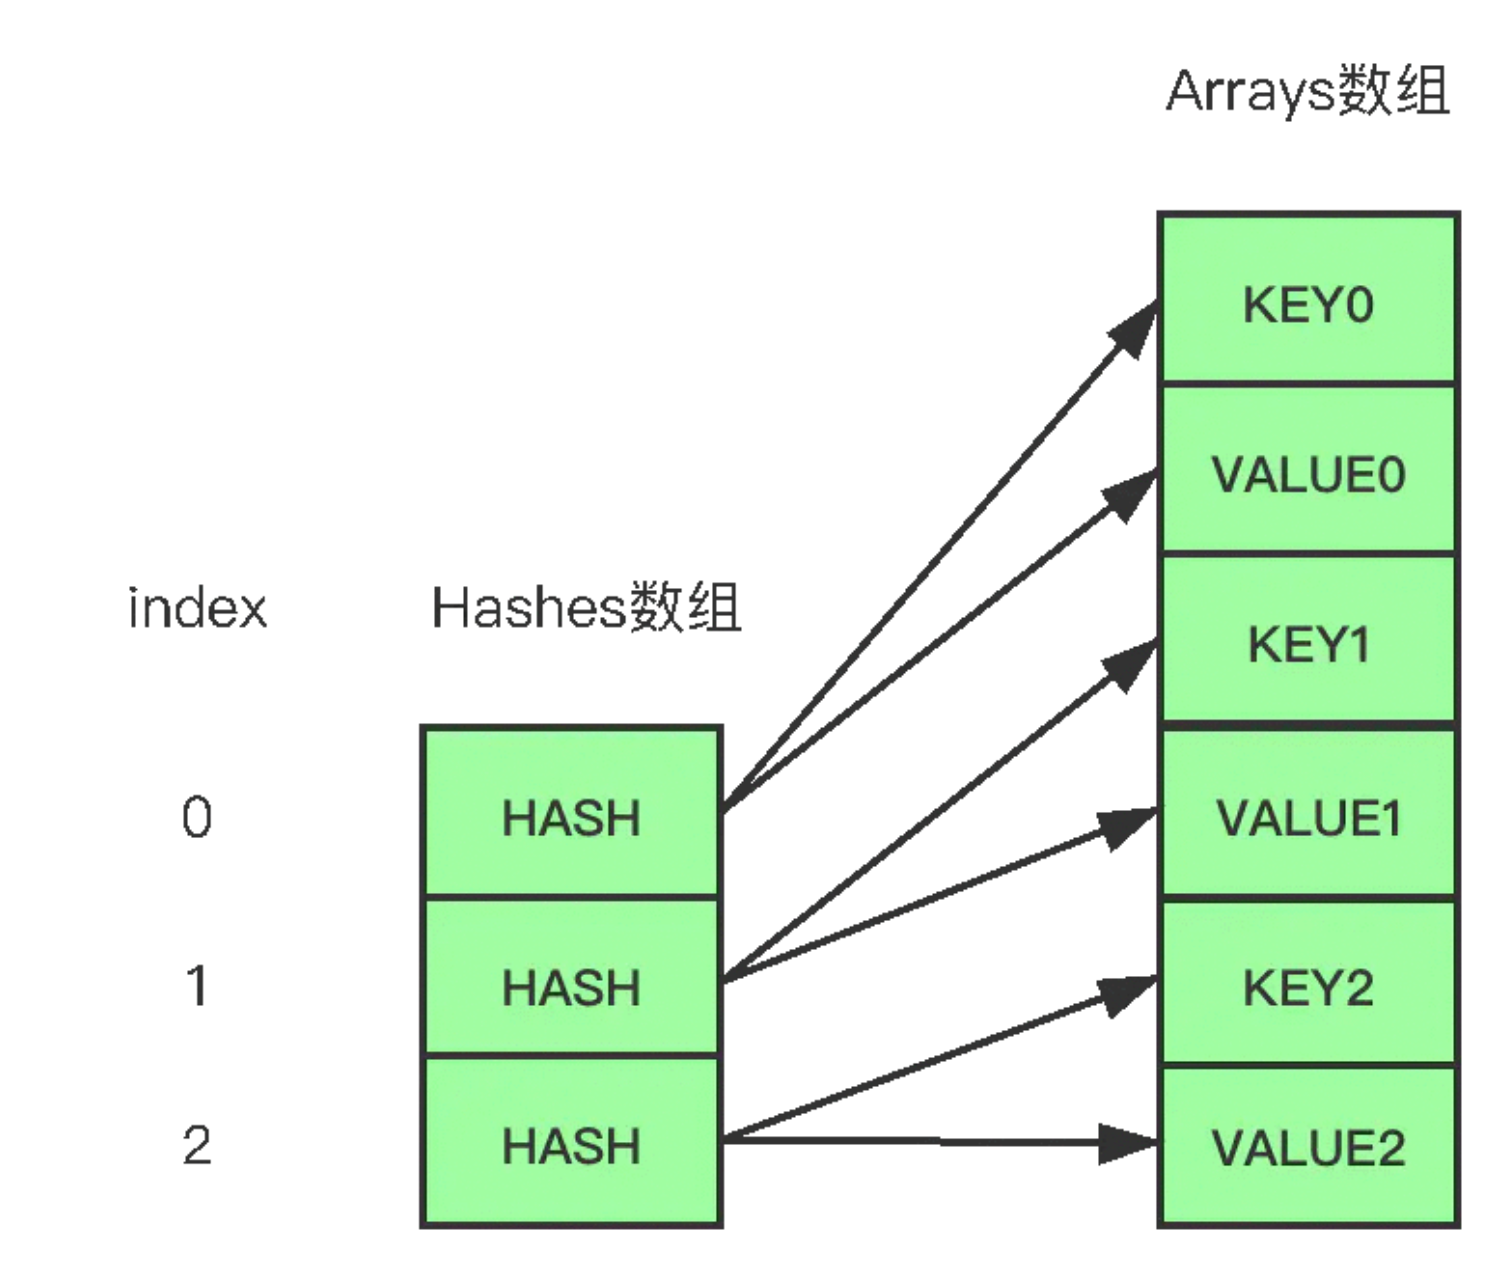 Arrays数组
KEY0
VALUE0
KEY1
VALUE1
KEY2
VALUE2
index
Hashes数组
0
HASH
1
HASH
2
HASH